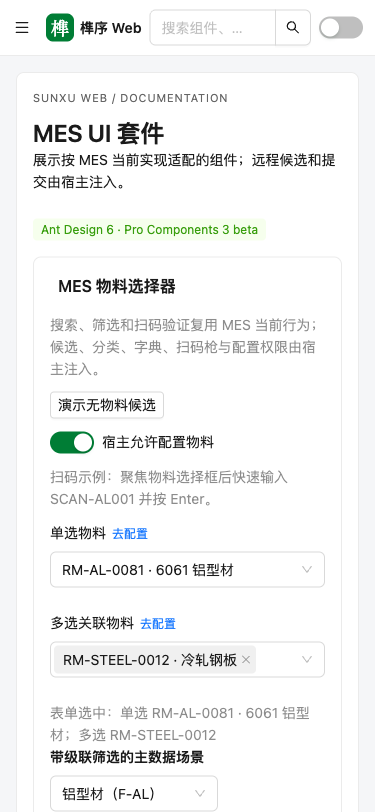 榫 榫序 Web 搜索组件、...
SUNXU WEB / DOCUMENTATION
MES UI 套件
展示按 MES 当前实现适配的组件；远程候选和提
交由宿主注入。
Ant Design 6 · Pro Components 3 beta
MES 物料选择器
搜索、筛选和扫码验证复用 MES 当前行为；
候选、分类、字典、扫码枪与配置权限由宿
主注入。
演示无物料候选
宿主允许配置物料
扫码示例：聚焦物料选择框后快速输入
SCAN-AL001 并按 Enter。
单选物料 去配置
RM-AL-0081 · 6061 铝型材
多选关联物料 去配置
RM-STEEL-0012 · 冷轧钢板
表单选中：单选 RM-AL-0081 · 6061 铝型
材；多选 RM-STEEL-0012
带级联筛选的主数据场景
铝型材（F-AL）